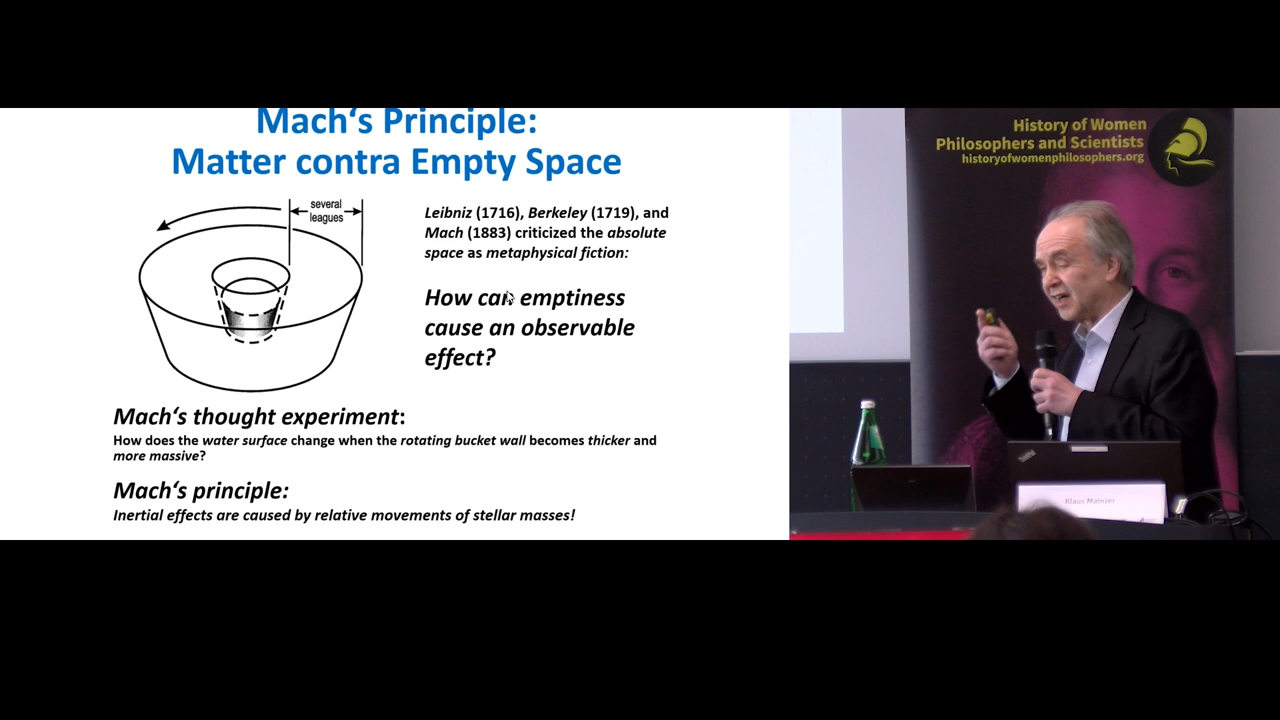 Mach‘s Principle:
Matter contra Empty Space
several
leagues
Leibniz (1716), Berkeley (1719), and
Mach (1883) criticized the absolute
space as metaphysical fiction:
How can emptiness
cause an observable
effect?
Mach‘s thought experiment:
How does the water surface change when the rotating bucket wall becomes thicker and
more massive?
Mach‘s principle:
Inertial effects are caused by relative movements of stellar masses!
History of Women
Philosophers and Scientists
historyofwomenphilosophers.org
Klaus Mainzer